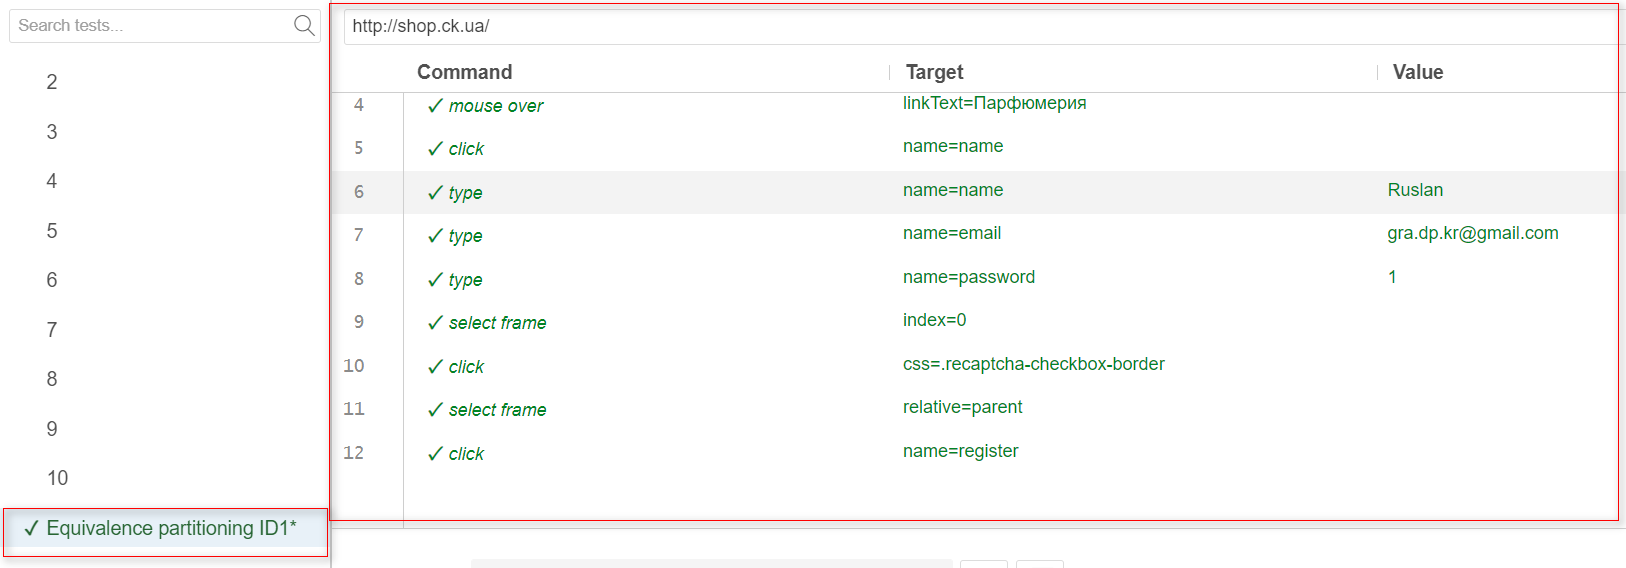 Search tests...
2
3
4
5
6
7
8
9
10
✓ Equivalence partitioning ID1*
http://shop.ck.ua/
Command Target Value
4 ✓ mouse over linkText=Парфюмерия
5 ✓ click name=name
6 ✓ type name=name Ruslan
7 ✓ type name=email gra.dp.kr@gmail.com
8 ✓ type name=password 1
9 ✓ select frame index=0
10 ✓ click css=.recaptcha-checkbox-border
11 ✓ select frame relative=parent
12 ✓ click name=register